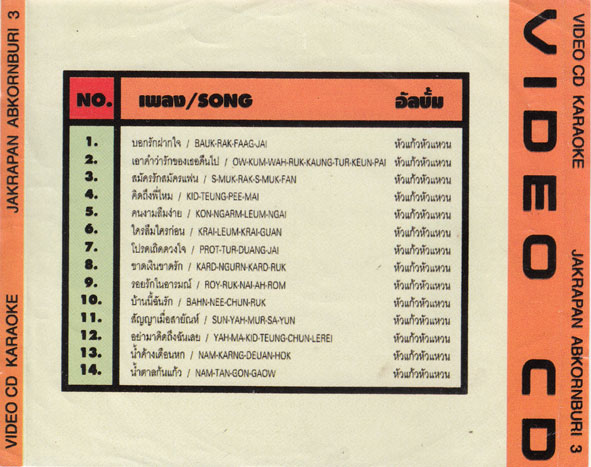 VIDEO CD KARAOKE JAKRAPAN ABKORNBURI 3
NO. เพลง/SONG อัลบั้ม
1. บอกรักฝากใจ / BAUK-RAK-FAAG-JAI หัวแก้วหัวแหวน
2. เอาคำว่ารักของเธอคืนไป / OW-KUM-WAH-RUK-KAUNG-TUR-KEUN-PAI หัวแก้วหัวแหวน
3. สมัครรักสมัครแฟน / S-MUK-RAK-S-MUK-FAN หัวแก้วหัวแหวน
4. คิดถึงพี่ไหม / KID-TEUNG-PEE-MAI หัวแก้วหัวแหวน
5. คนงามลืมง่าย / KON-NGARM-LEUM-NGAI หัวแก้วหัวแหวน
6. ใครลืมใครก่อน / KRAI-LEUM-KRAI-GUAN หัวแก้วหัวแหวน
7. โปรดเถิดดวงใจ / PROT-TUR-DUANG-JAI หัวแก้วหัวแหวน
8. ขาดเงินขาดรัก / KARD-NGURN-KARD-RUK หัวแก้วหัวแหวน
9. รอยรักในอารมณ์ / ROY-RUK-NAI-AH-ROM หัวแก้วหัวแหวน
10. บ้านนี้ฉันรัก / BAHN-NEE-CHUN-RUK หัวแก้วหัวแหวน
11. สัญญาเมื่อสายัณห์ / SUN-YAH-MUR-SA-YUN หัวแก้วหัวแหวน
12. อย่ามาคิดถึงฉันเลย / YAH-MA-KID-TEUNG-CHUN-LEREI หัวแก้วหัวแหวน
13. น้ำค้างเดือนหก / NAM-KARNG-DEUAN-HOK หัวแก้วหัวแหวน
14. น้ำตาลก้นแก้ว / NAM-TAN-GON-GAOW หัวแก้วหัวแหวน
VIDEO CD
VIDEO CD KARAOKE JAKRAPAN ABKORNBURI 3